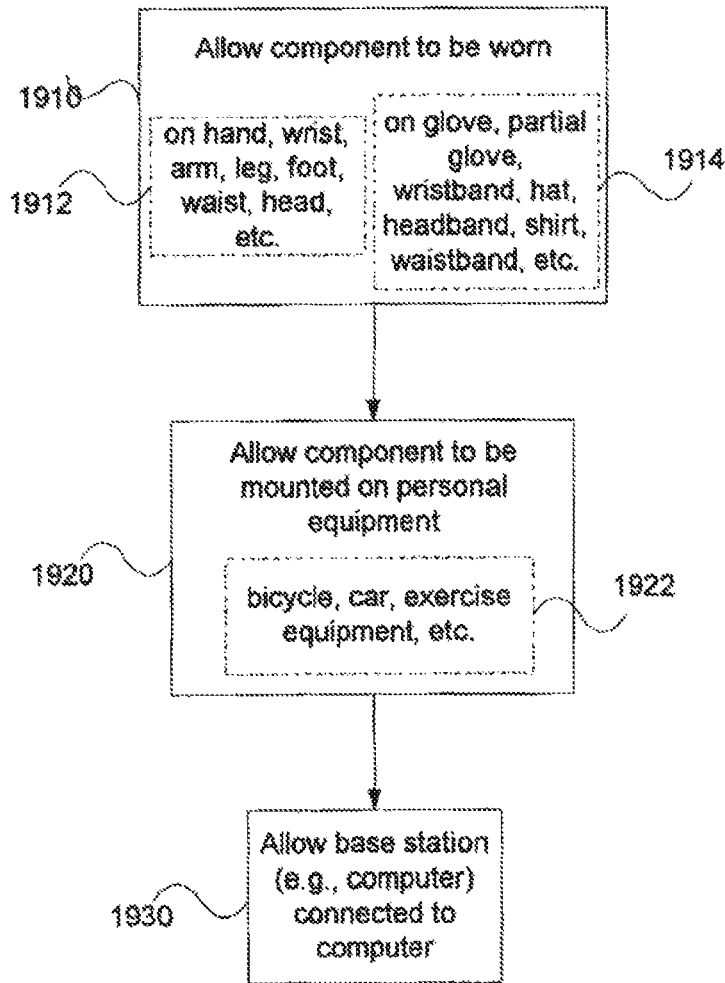 Allow component to be worn
1910
on hand, wrist,
arm, leg, foot,
waist, head,
etc.
1912
on glove, partial
glove,
wristband, hat,
headband, shirt,
waistband, etc.
1914
Allow component to be
mounted on personal
equipment
1920
bicycle, car, exercise
equipment, etc.
1922
Allow base station
(e.g., computer)
connected to
computer
1930